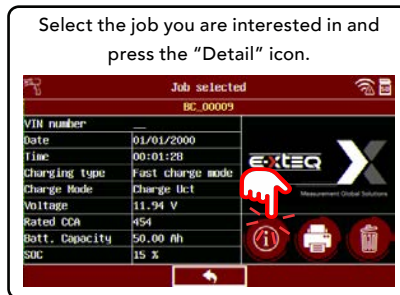 Select the job you are interested in and
press the “Detail” icon.
Job selected
BC_00009
VIN number __
Date 01/01/2000
Time 00:01:28
Charging type Fast charge mode
Charge Mode Charge Uct
Voltage 11.94 V
Rated CCA 454
Batt. Capacity 50.00 Ah
SOC 15 %
e-xteq
Measurement Global Solutions